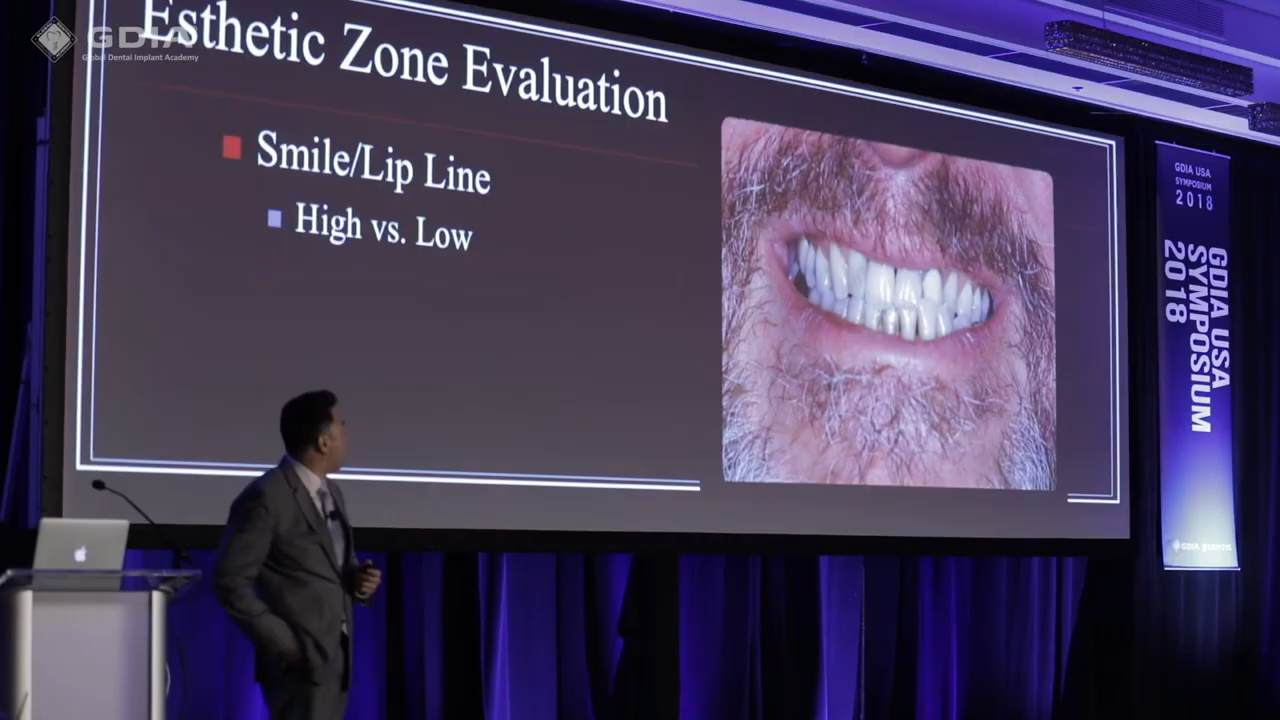 GDIA
Global Dental Implant Academy
Esthetic Zone Evaluation
Smile/Lip Line
High vs. Low
GDIA USA
SYMPOSIUM
2018
GDIA USA
SYMPOSIUM
2018
GDIA